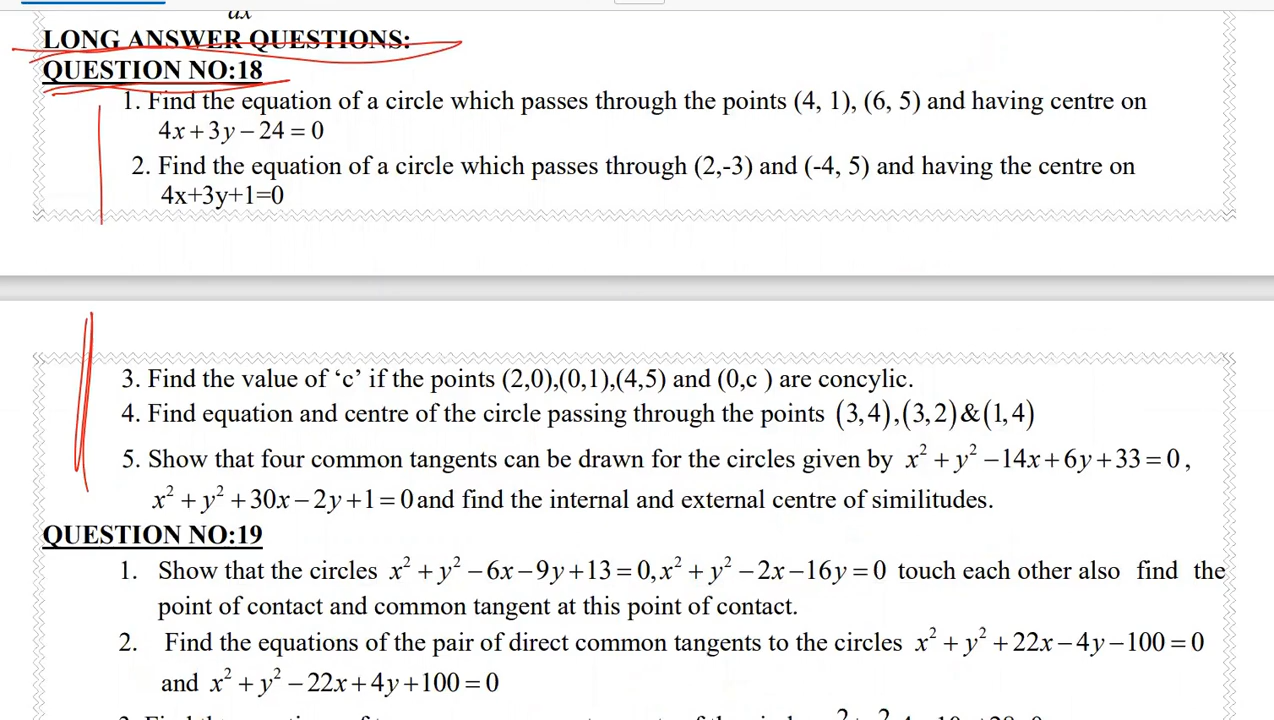 dx
LONG ANSWER QUESTIONS:
QUESTION NO:18
1. Find the equation of a circle which passes through the points (4, 1), (6, 5) and having centre on
4x+3y−24=0
2. Find the equation of a circle which passes through (2,-3) and (-4, 5) and having the centre on
4x+3y+1=0
3. Find the value of ‘c’ if the points (2,0),(0,1),(4,5) and (0,c ) are concylic.
4. Find equation and centre of the circle passing through the points (3,4),(3,2)&(1,4)
5. Show that four common tangents can be drawn for the circles given by x²+y²−14x+6y+33=0,
x²+y²+30x−2y+1=0 and find the internal and external centre of similitudes.
QUESTION NO:19
1. Show that the circles x²+y²−6x−9y+13=0, x²+y²−2x−16y=0 touch each other also find the
point of contact and common tangent at this point of contact.
2. Find the equations of the pair of direct common tangents to the circles x²+y²+22x−4y−100=0
and x²+y²−22x+4y+100=0